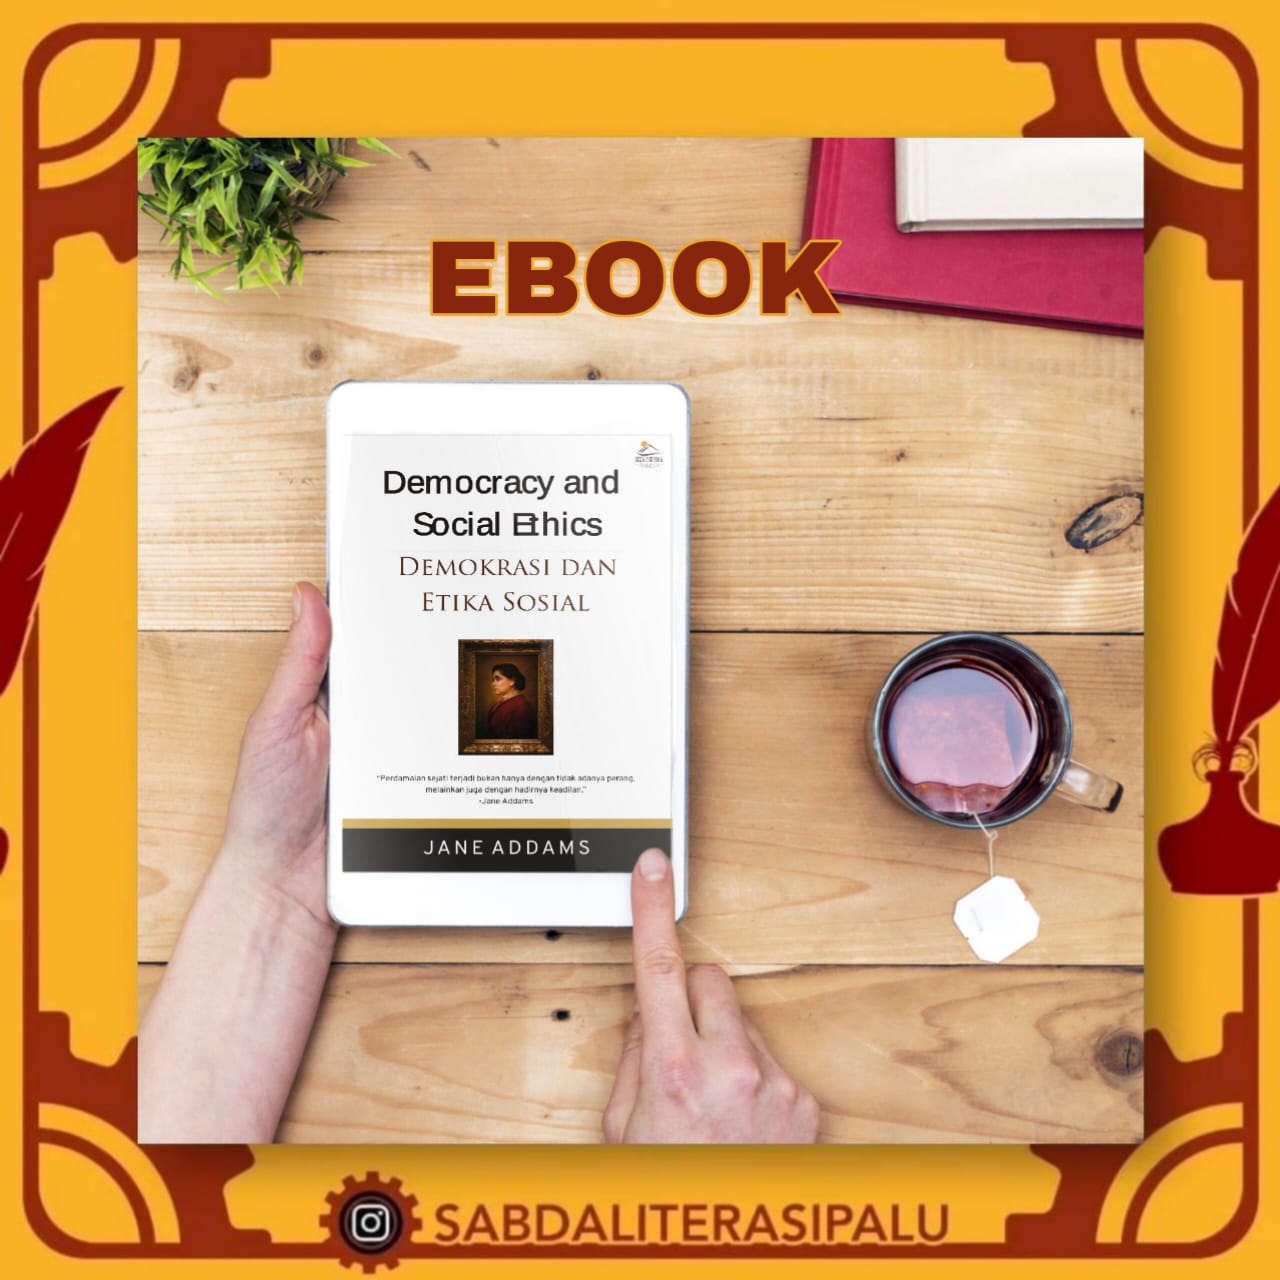 EBOOK
Democracy and
Social Ethics
DEMOKRASI DAN
ETIKA SOSIAL
"Perdamaian sejati terjadi bukan hanya dengan tidak adanya perang,
melainkan juga dengan hadirnya keadilan."
-Jane Addams
JANE ADDAMS
SABDALITERASIPALU